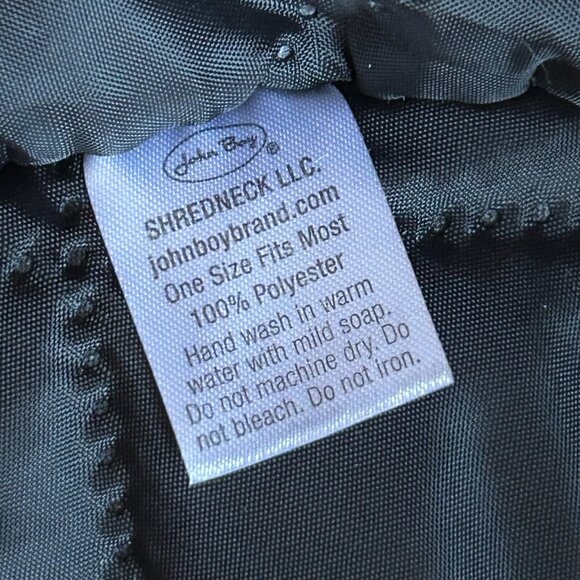 John Boy ®
SHREDNECK LLC.
johnboybrand.com
One Size Fits Most
100% Polyester
Hand wash in warm
water with mild soap.
Do not machine dry. Do
not bleach. Do not iron.